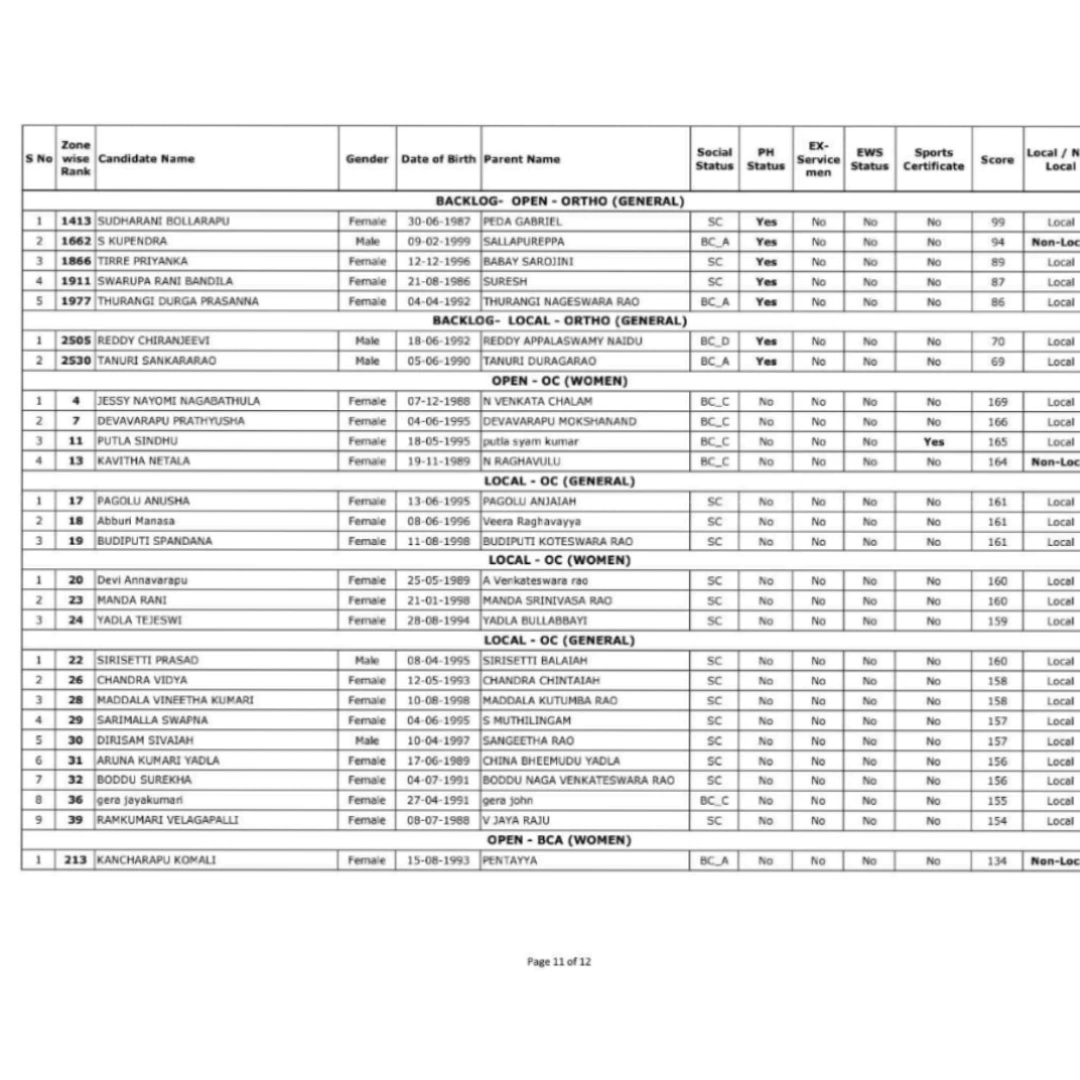 S No Zone wise Rank Candidate Name Gender Date of Birth Parent Name Social Status PH Status EX-Service men EWS Status Sports Certificate Score Local / N Local
BACKLOG- OPEN - ORTHO (GENERAL)
1 1413 SUDHARANI BOLLARAPU Female 30-06-1987 PEDA GABRIEL SC Yes No No No 99 Local
2 1662 S KUPENDRA Male 09-02-1999 SALLAPUREPPA BC_A Yes No No No 94 Non-Loc
3 1866 TIRRE PRIYANKA Female 12-12-1996 BABAY SAROJINI SC Yes No No No 89 Local
4 1911 SWARUPA RANI BANDILA Female 21-08-1986 SURESH SC Yes No No No 87 Local
5 1977 THURANGI DURGA PRASANNA Female 04-04-1992 THURANGI NAGESWARA RAO BC_A Yes No No No 86 Local
BACKLOG- LOCAL - ORTHO (GENERAL)
1 2505 REDDY CHIRANJEEVI Male 18-06-1992 REDDY APPALASWAMY NAIDU BC_D Yes No No No 70 Local
2 2530 TANURI SANKARARAO Male 05-06-1990 TANURI DURAGARAO BC_A Yes No No No 69 Local
OPEN - OC (WOMEN)
1 4 JESSY NAYOMI NAGABATHULA Female 07-12-1988 N VENKATA CHALAM BC_C No No No No 169 Local
2 7 DEVAVARAPU PRATHYUSHA Female 04-06-1995 DEVAVARAPU MOKSHANAND BC_C No No No No 166 Local
3 11 PUTLA SINDHU Female 18-05-1995 putla syam kumar BC_C No No No Yes 165 Local
4 13 KAVITHA NETALA Female 19-11-1989 N RAGHAVULU BC_C No No No No 164 Non-Loc
LOCAL - OC (GENERAL)
1 17 PAGOLU ANUSHA Female 13-06-1995 PAGOLU ANJAIAH SC No No No No 161 Local
2 18 Abburi Manasa Female 08-06-1996 Veera Raghavayya SC No No No No 161 Local
3 19 BUDIPUTI SPANDANA Female 11-08-1998 BUDIPUTI KOTESWARA RAO SC No No No No 161 Local
LOCAL - OC (WOMEN)
1 20 Devi Annavarapu Female 25-05-1989 A Venkateswara rao SC No No No No 160 Local
2 23 MANDA RANI Female 21-01-1998 MANDA SRINIVASA RAO SC No No No No 160 Local
3 24 YADLA TEJESWI Female 28-08-1994 YADLA BULLABBAYI SC No No No No 159 Local
LOCAL - OC (GENERAL)
1 22 SIRISETTI PRASAD Male 08-04-1995 SIRISETTI BALAIAH SC No No No No 160 Local
2 26 CHANDRA VIDYA Female 12-05-1993 CHANDRA CHINTAIAH SC No No No No 158 Local
3 28 MADDALA VINEETHA KUMARI Female 10-08-1998 MADDALA KUTUMBA RAO SC No No No No 158 Local
4 29 SARIMALLA SWAPNA Female 04-06-1995 S MUTHILINGAM SC No No No No 157 Local
5 30 DIRISAM SIVAIAH Male 10-04-1997 SANGEETHA RAO SC No No No No 157 Local
6 31 ARUNA KUMARI YADLA Female 17-06-1989 CHINA BHEEMUDU YADLA SC No No No No 156 Local
7 32 BODDU SUREKHA Female 04-07-1991 BODDU NAGA VENKATESWARA RAO SC No No No No 156 Local
8 36 gera jayakumari Female 27-04-1991 gera john BC_C No No No No 155 Local
9 39 RAMKUMARI VELAGAPALLI Female 08-07-1988 V JAYA RAJU SC No No No No 154 Local
OPEN - BCA (WOMEN)
1 213 KANCHARAPU KOMALI Female 15-08-1993 PENTAYYA BC_A No No No No 134 Non-Loc
Page 11 of 12